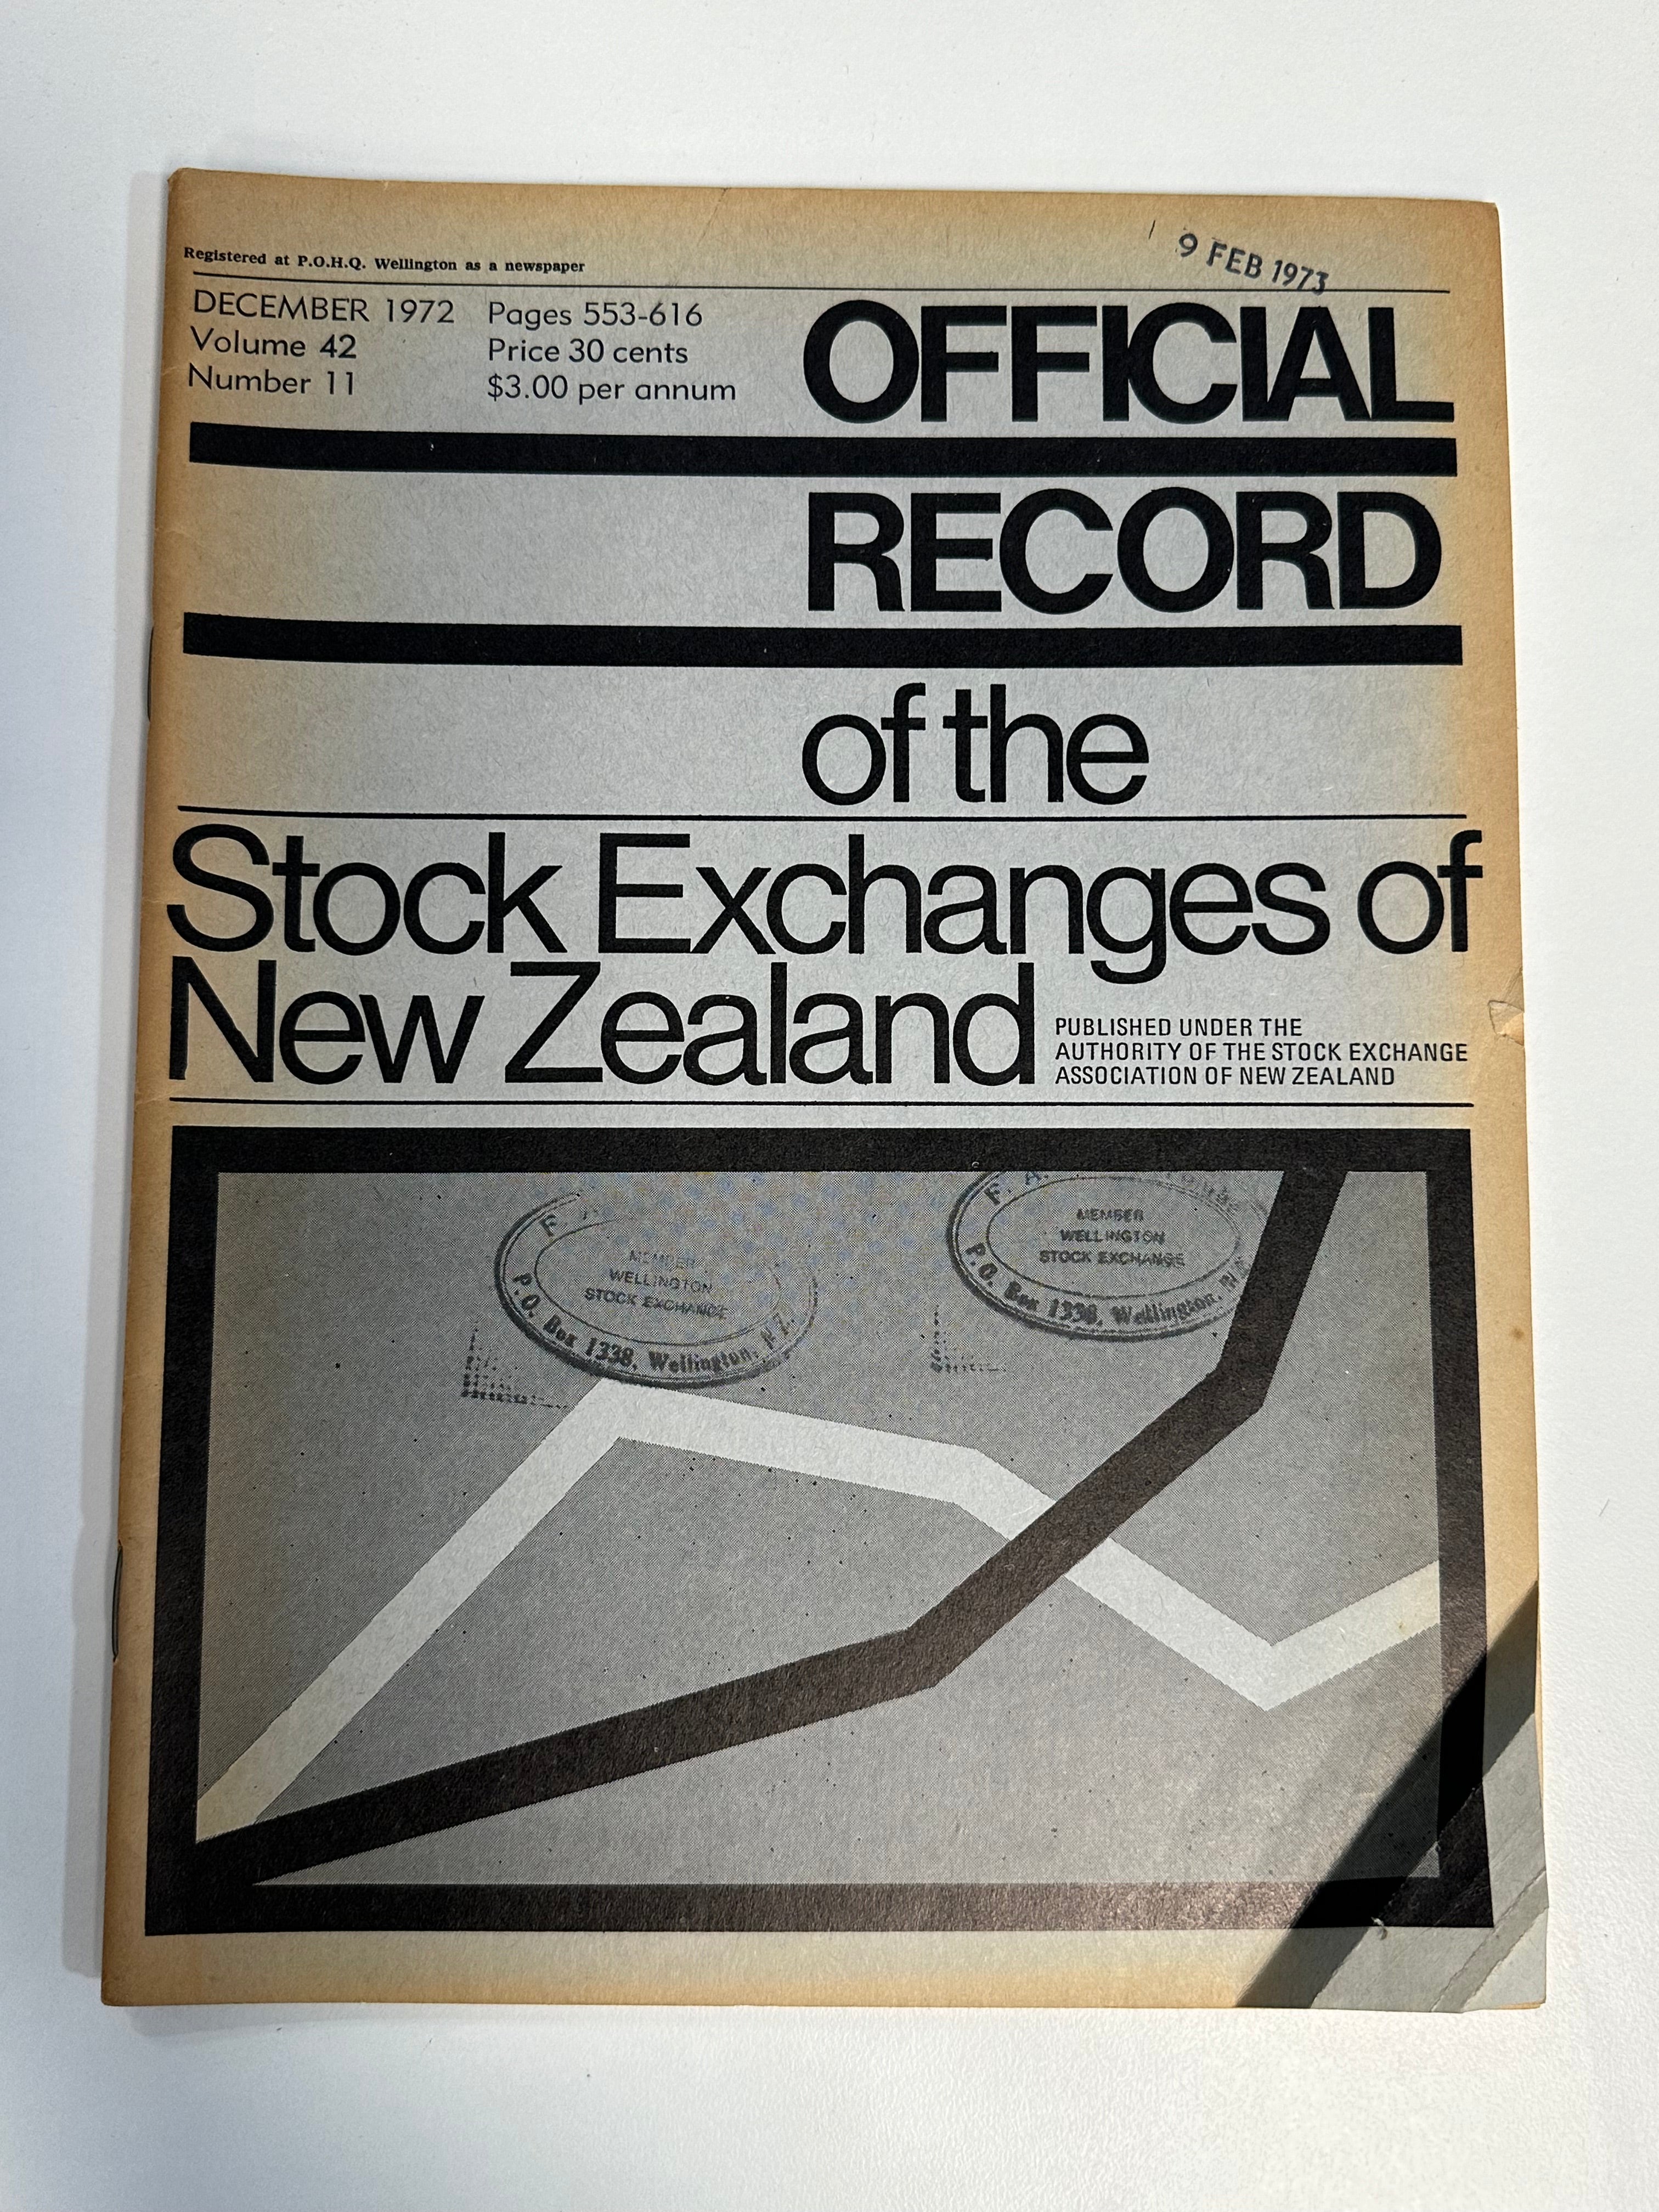 Registered at P.O.H.Q. Wellington as a newspaper
9 FEB 1973
DECEMBER 1972
Volume 42
Number 11
Pages 553-616
Price 30 cents
$3.00 per annum
OFFICIAL
RECORD
of the
Stock Exchanges of
New Zealand
PUBLISHED UNDER THE
AUTHORITY OF THE STOCK EXCHANGE
ASSOCIATION OF NEW ZEALAND
F.
MEMBER
WELLINGTON
STOCK EXCHANGE
P.O. Box 1338, Wellington, N.Z.
F. A.
MEMBER
WELLINGTON
STOCK EXCHANGE
P.O. Box 1338, Wellington, N.Z.